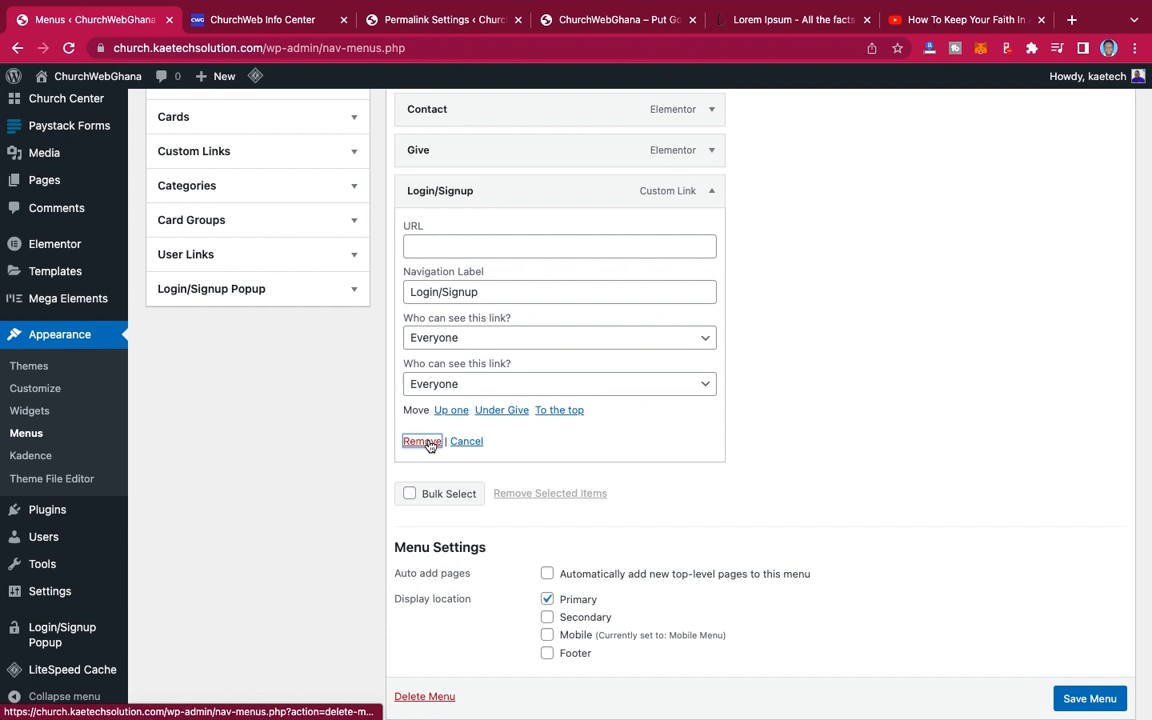 Menus ‹ ChurchWebGhana
ChurchWeb Info Center
Permalink Settings ‹ Churc
ChurchWebGhana – Put Go
Lorem Ipsum - All the facts
How To Keep Your Faith In
church.kaetechsolution.com/wp-admin/nav-menus.php
ChurchWebGhana 0 New
Howdy, kaetech
Church Center
Paystack Forms
Media
Pages
Comments
Elementor
Templates
Mega Elements
Appearance
Themes
Customize
Widgets
Menus
Kadence
Theme File Editor
Plugins
Users
Tools
Settings
Login/Signup
Popup
LiteSpeed Cache
Collapse menu
Cards
Custom Links
Categories
Card Groups
User Links
Login/Signup Popup
Contact Elementor
Give Elementor
Login/Signup Custom Link
URL
Navigation Label
Login/Signup
Who can see this link?
Everyone
Who can see this link?
Everyone
Move Up one Under Give To the top
Remove | Cancel
Bulk Select Remove Selected Items
Menu Settings
Auto add pages Automatically add new top-level pages to this menu
Display location Primary
Secondary
Mobile (Currently set to: Mobile Menu)
Footer
Delete Menu Save Menu
https://church.kaetechsolution.com/wp-admin/nav-menus.php?action=delete-m...